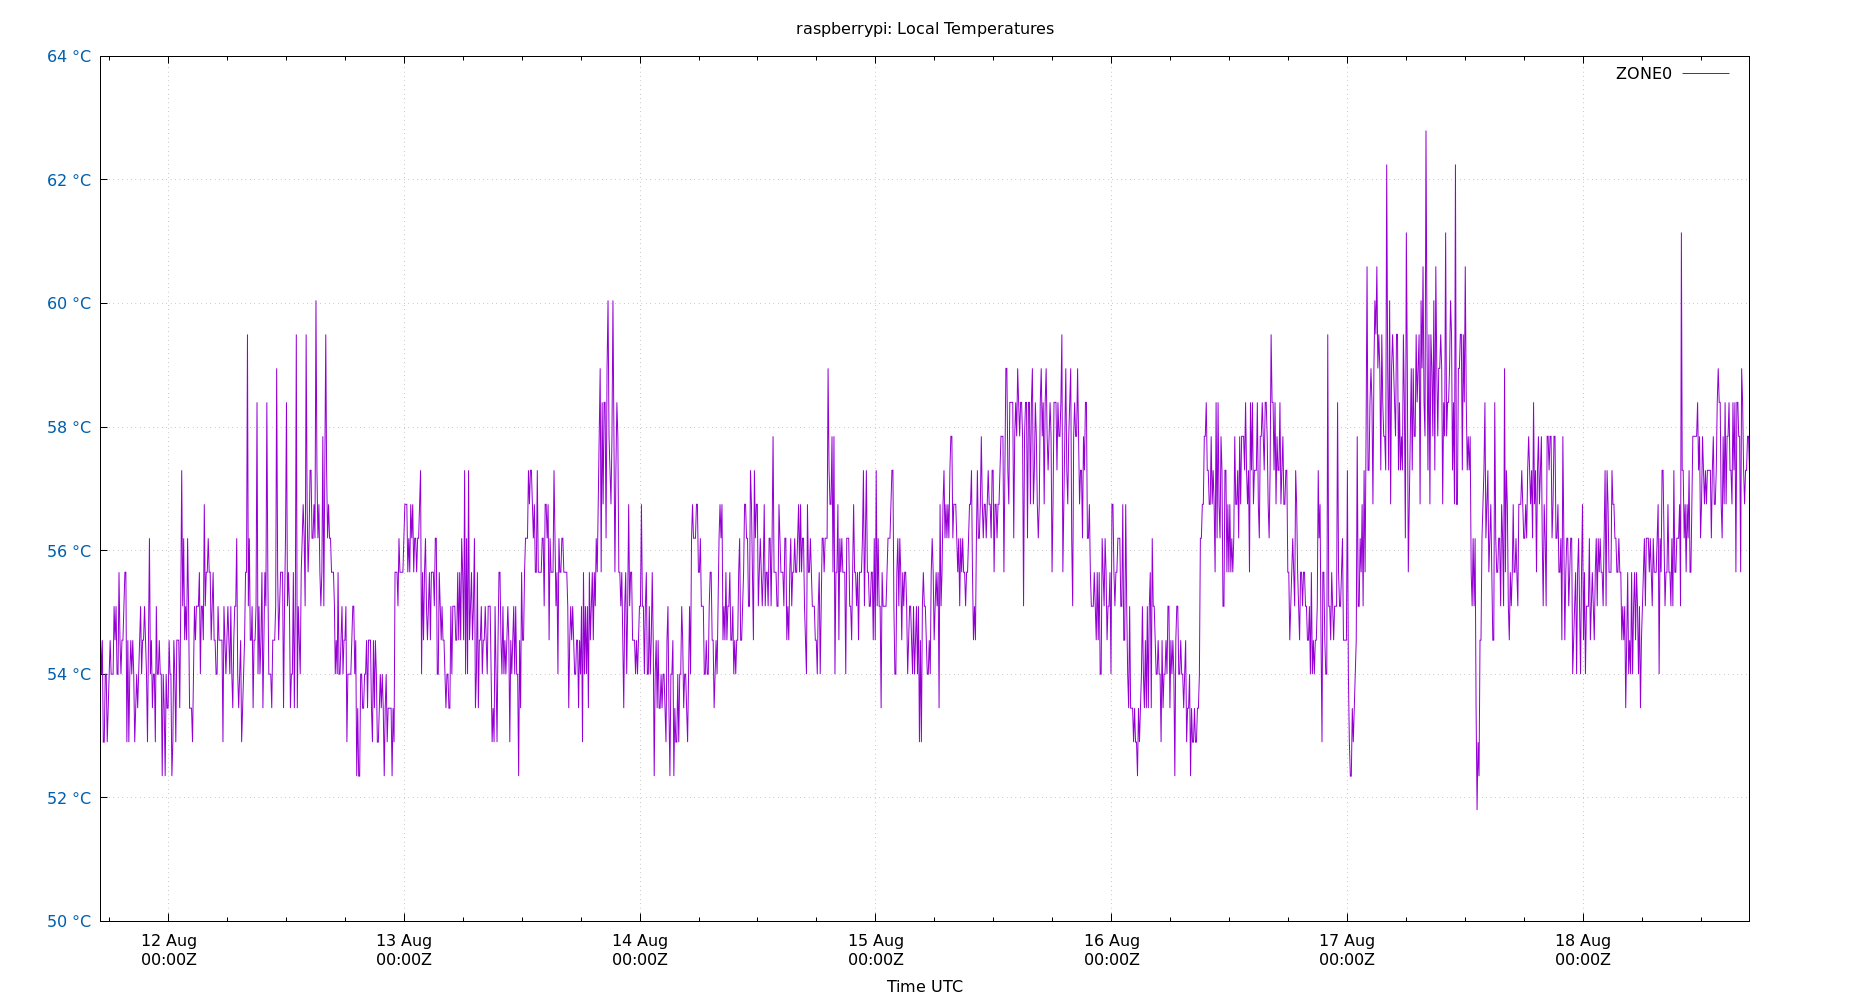 raspberrypi: Local Temperatures
64 °C
ZONE0
62 °C
60 °C
58 °C
56 °C
54 °C
52 °C
50 °C
12 Aug
00:00Z
13 Aug
00:00Z
14 Aug
00:00Z
15 Aug
00:00Z
16 Aug
00:00Z
17 Aug
00:00Z
18 Aug
00:00Z
Time UTC